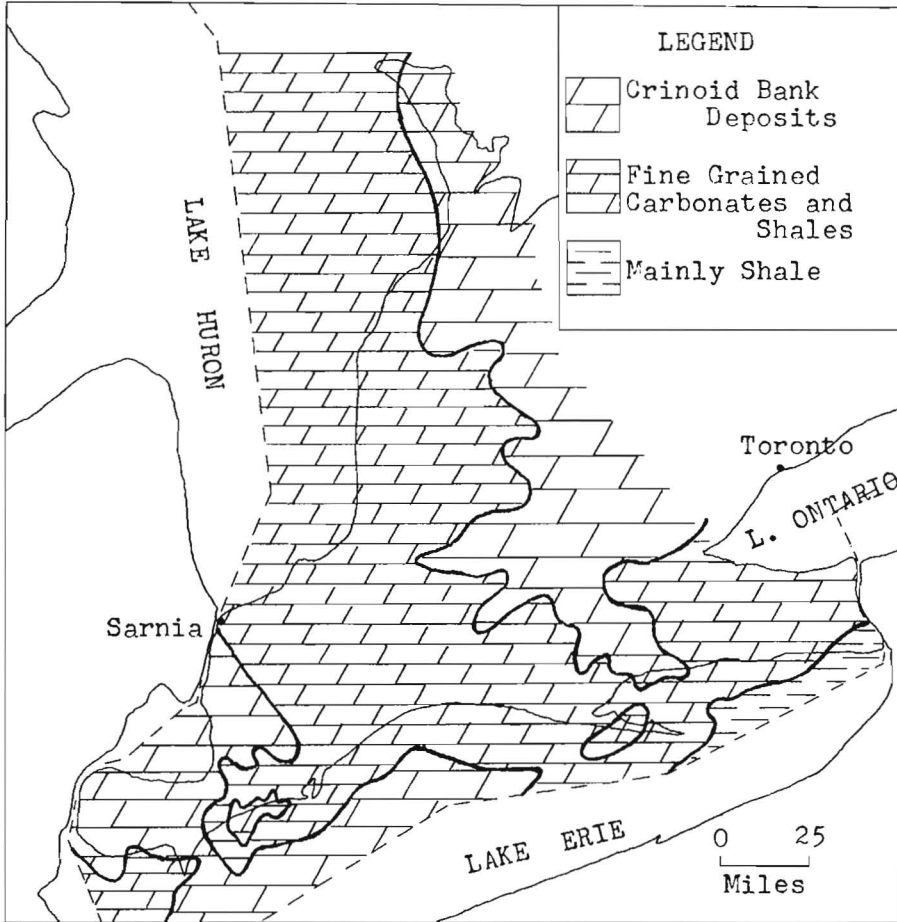 LEGEND
Crinoid Bank
Deposits
Fine Grained
Carbonates and
Shales
Mainly Shale
LAKE HURON
Toronto
L. ONTARIO
Sarnia
LAKE ERIE
0 25
Miles